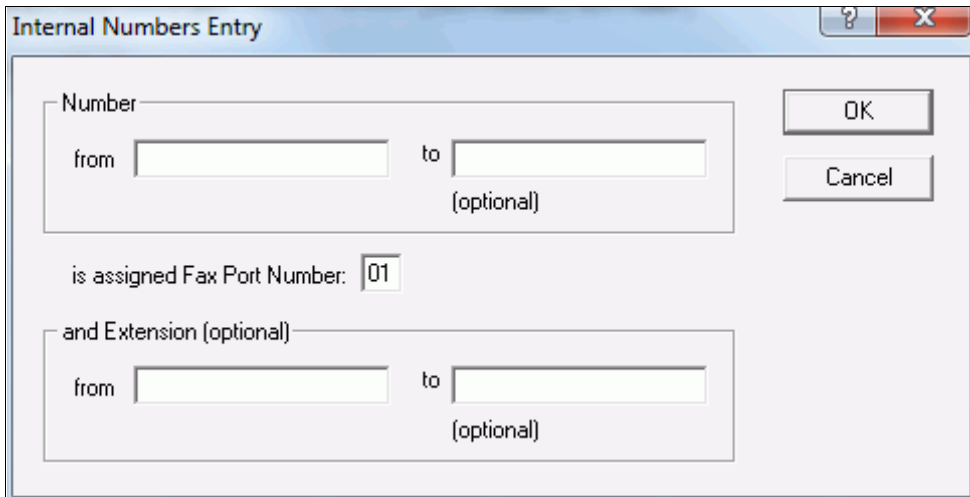 Internal Numbers Entry
Number
from to
(optional)
OK
Cancel
is assigned Fax Port Number: 01
and Extension (optional)
from to
(optional)